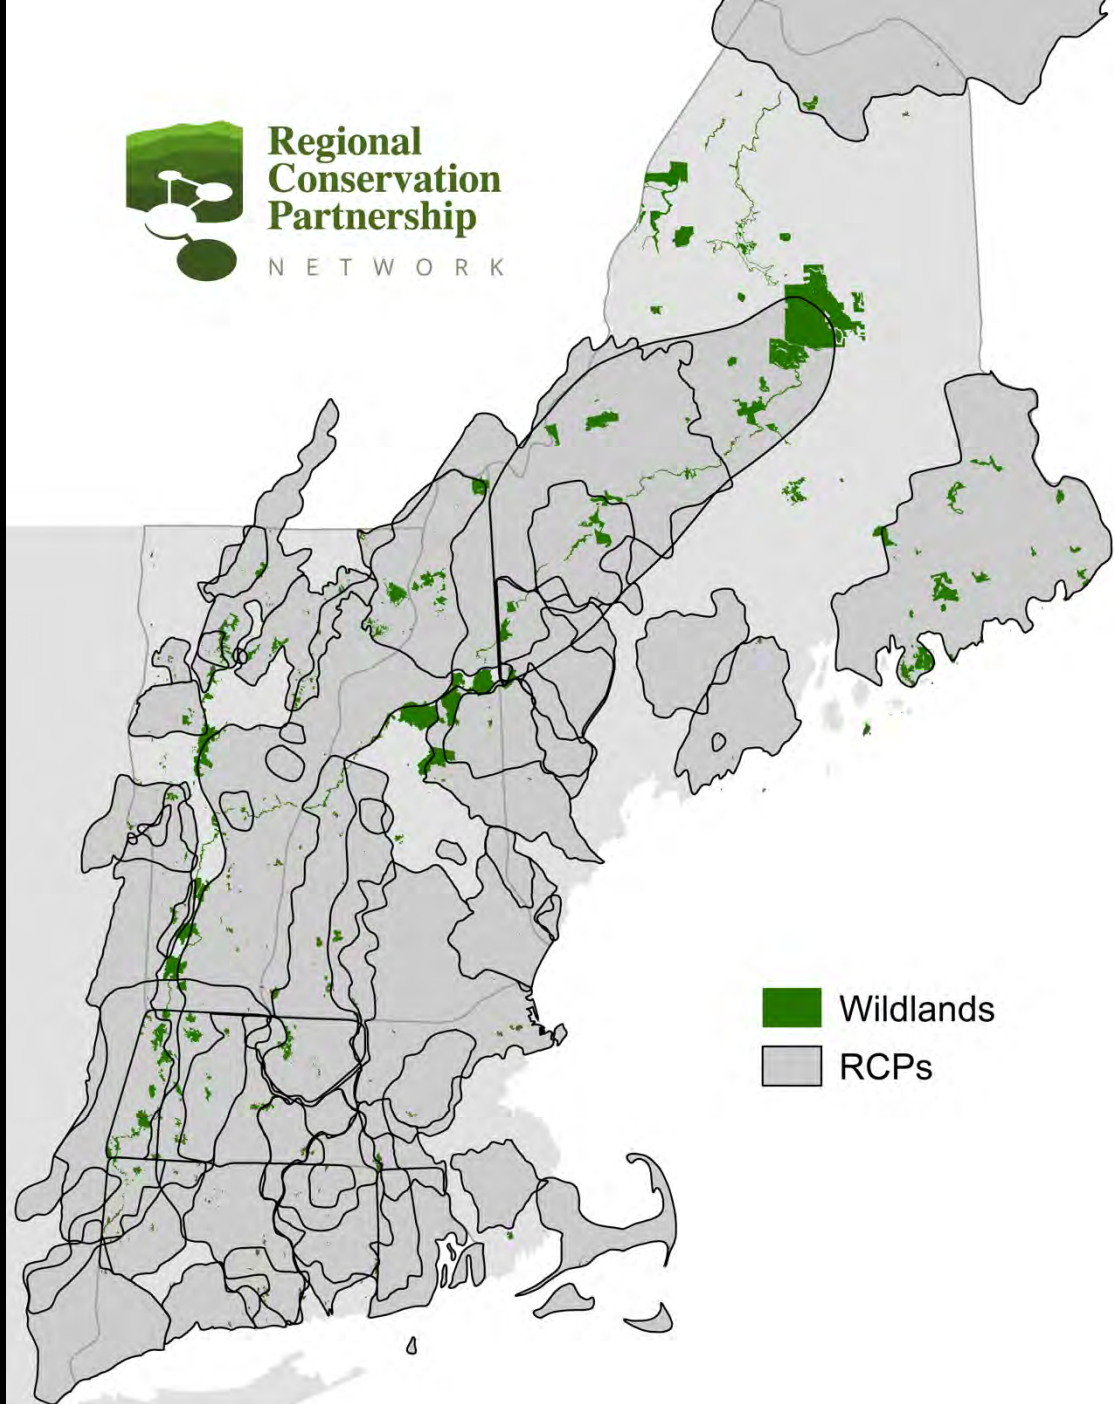 Regional
Conservation
Partnership
NETWORK
Wildlands
RCPs